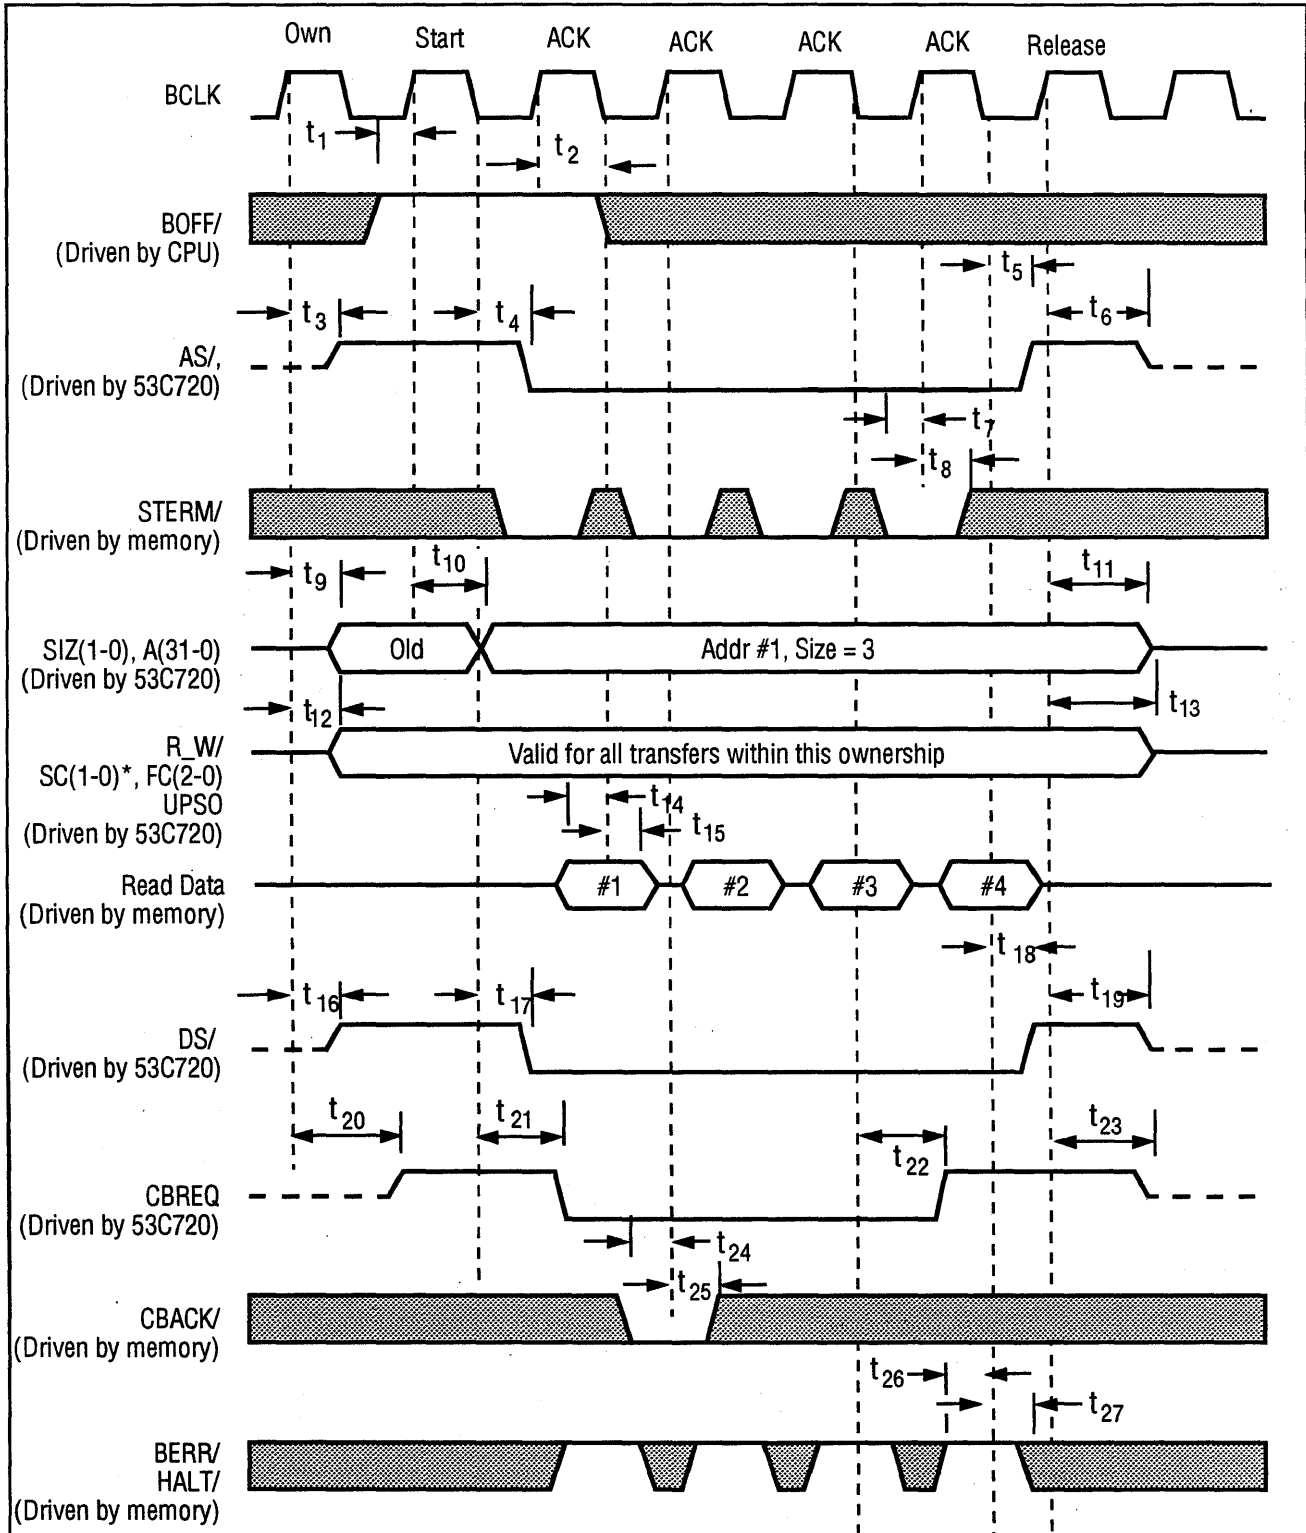 Own Start ACK ACK ACK ACK Release
BCLK
t1 t2
BOFF/
(Driven by CPU)
t5
t3 t4 t6
AS/,
(Driven by 53C720)
t7
t8
STERM/
(Driven by memory)
t9 t10 t11
SIZ(1-0), A(31-0)
(Driven by 53C720)
Old Addr #1, Size = 3
t12 t13
R_W/
SC(1-0)*, FC(2-0)
UPSO
(Driven by 53C720)
Valid for all transfers within this ownership
t14
t15
Read Data
(Driven by memory)
#1 #2 #3 #4
t18
t16 t17 t19
DS/
(Driven by 53C720)
t20 t21 t22 t23
CBREQ
(Driven by 53C720)
t24
t25
CBACK/
(Driven by memory)
t26
t27
BERR/
HALT/
(Driven by memory)